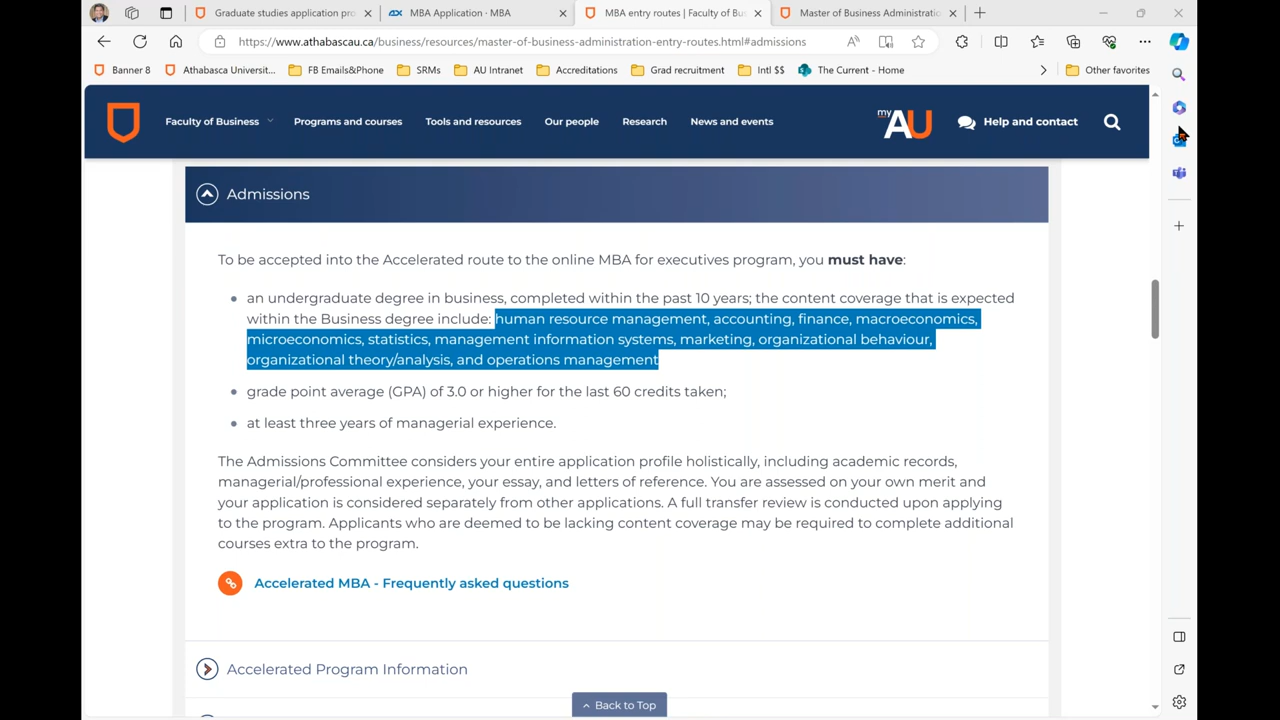 Graduate studies application pro
MBA Application · MBA
MBA entry routes | Faculty of Bus
Master of Business Administratio
https://www.athabascau.ca/business/resources/master-of-business-administration-entry-routes.html#admissions
Banner 8
Athabasca Universit...
FB Emails&Phone
SRMs
AU Intranet
Accreditations
Grad recruitment
Intl $$
The Current - Home
Other favorites
Faculty of Business
Programs and courses
Tools and resources
Our people
Research
News and events
my
AU
Help and contact
Admissions
To be accepted into the Accelerated route to the online MBA for executives program, you must have:
an undergraduate degree in business, completed within the past 10 years; the content coverage that is expected
within the Business degree include: human resource management, accounting, finance, macroeconomics,
microeconomics, statistics, management information systems, marketing, organizational behaviour,
organizational theory/analysis, and operations management
grade point average (GPA) of 3.0 or higher for the last 60 credits taken;
at least three years of managerial experience.
The Admissions Committee considers your entire application profile holistically, including academic records,
managerial/professional experience, your essay, and letters of reference. You are assessed on your own merit and
your application is considered separately from other applications. A full transfer review is conducted upon applying
to the program. Applicants who are deemed to be lacking content coverage may be required to complete additional
courses extra to the program.
Accelerated MBA - Frequently asked questions
Accelerated Program Information
Back to Top